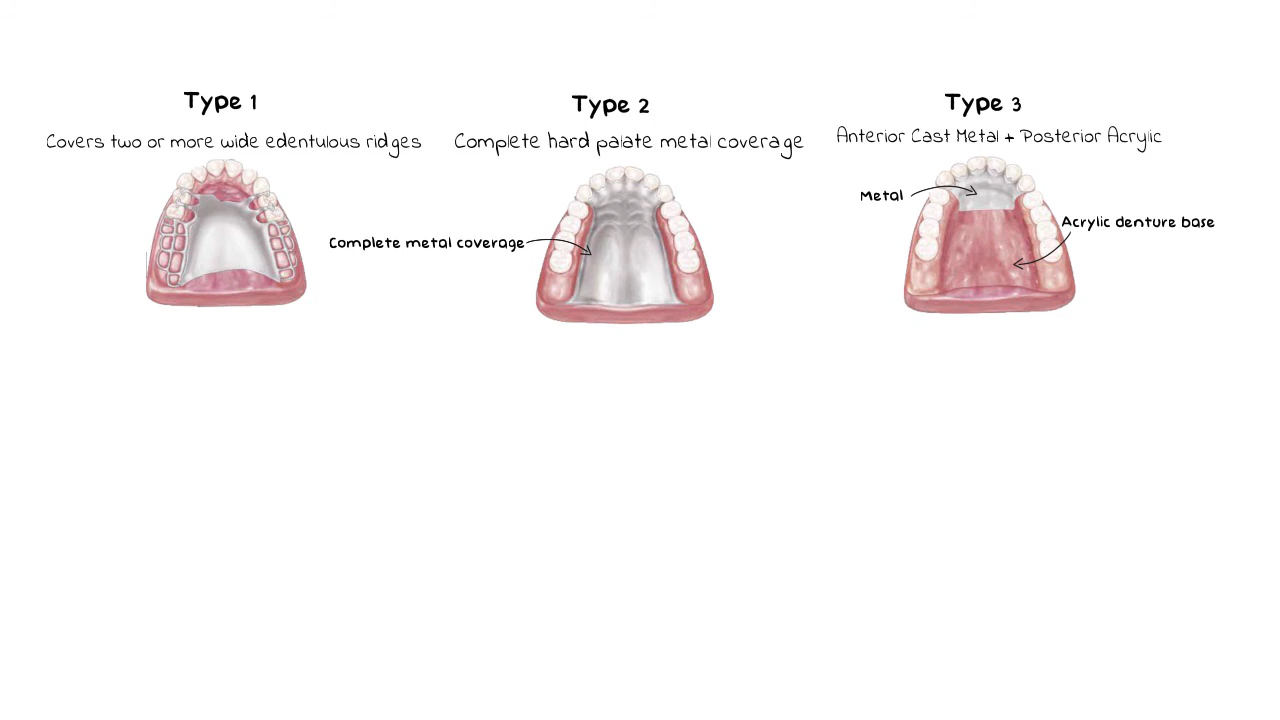 Type 1
Covers two or more wide edentulous ridges
Type 2
Complete hard palate metal coverage
Complete metal coverage
Type 3
Anterior Cast Metal + Posterior Acrylic
Metal
Acrylic denture base